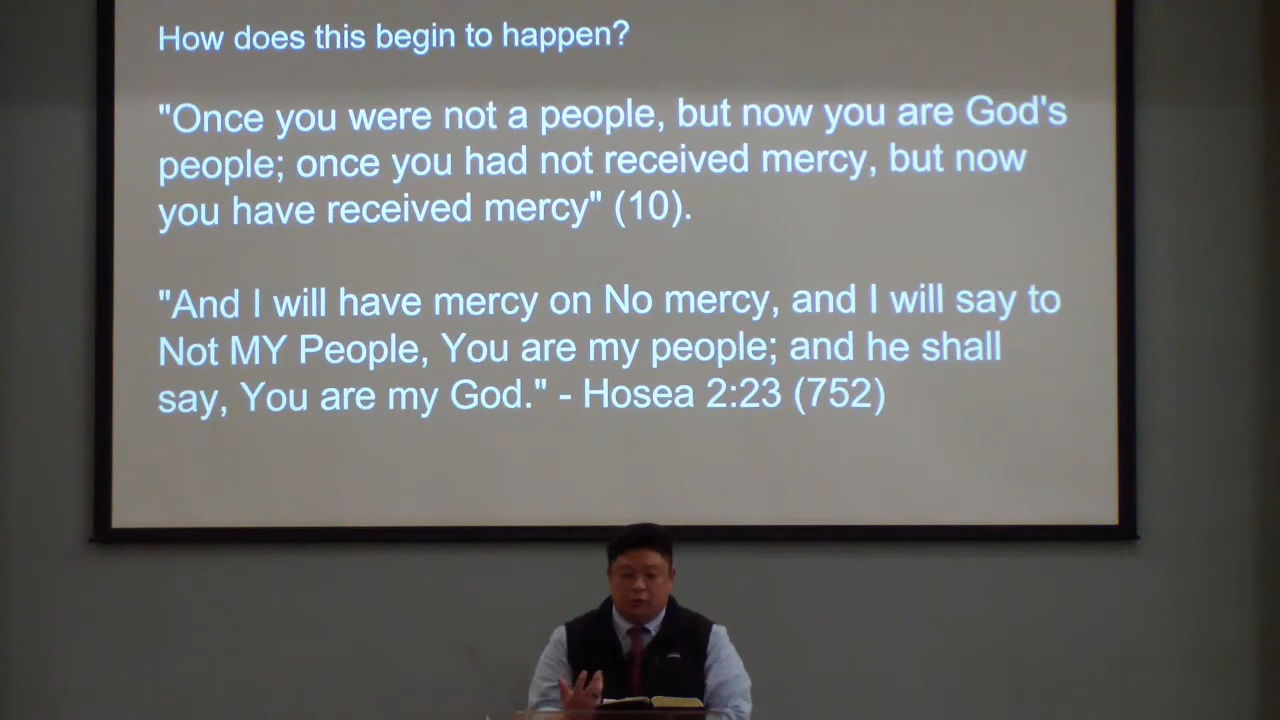 How does this begin to happen?
"Once you were not a people, but now you are God's
people; once you had not received mercy, but now
you have received mercy" (10).
"And I will have mercy on No mercy, and I will say to
Not MY People, You are my people; and he shall
say, You are my God." - Hosea 2:23 (752)